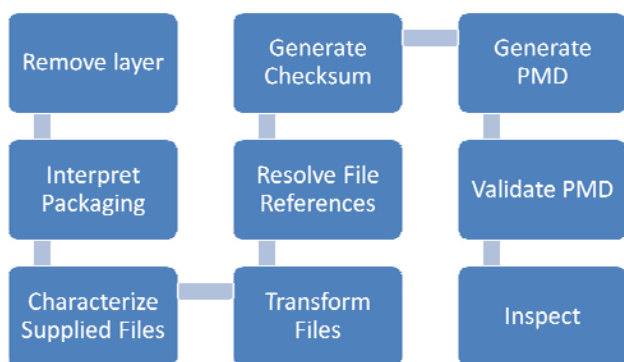 Remove layer
Interpret
Packaging
Characterize
Supplied Files
Transform
Files
Resolve File
References
Generate
Checksum
Generate
PMD
Validate PMD
Inspect